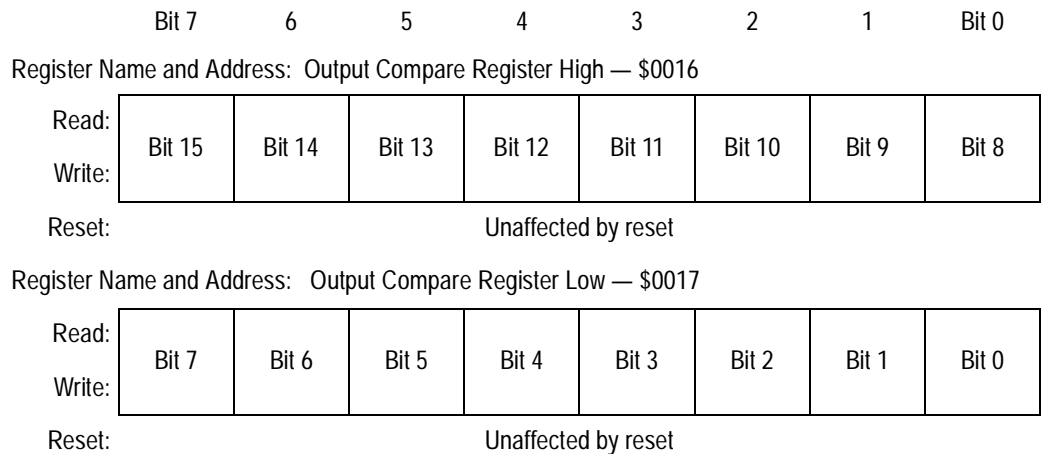 Bit 7 6 5 4 3 2 1 Bit 0
Register Name and Address: Output Compare Register High — $0016
Read:
Bit 15 Bit 14 Bit 13 Bit 12 Bit 11 Bit 10 Bit 9 Bit 8
Write:
Reset: Unaffected by reset
Register Name and Address: Output Compare Register Low — $0017
Read:
Bit 7 Bit 6 Bit 5 Bit 4 Bit 3 Bit 2 Bit 1 Bit 0
Write:
Reset: Unaffected by reset